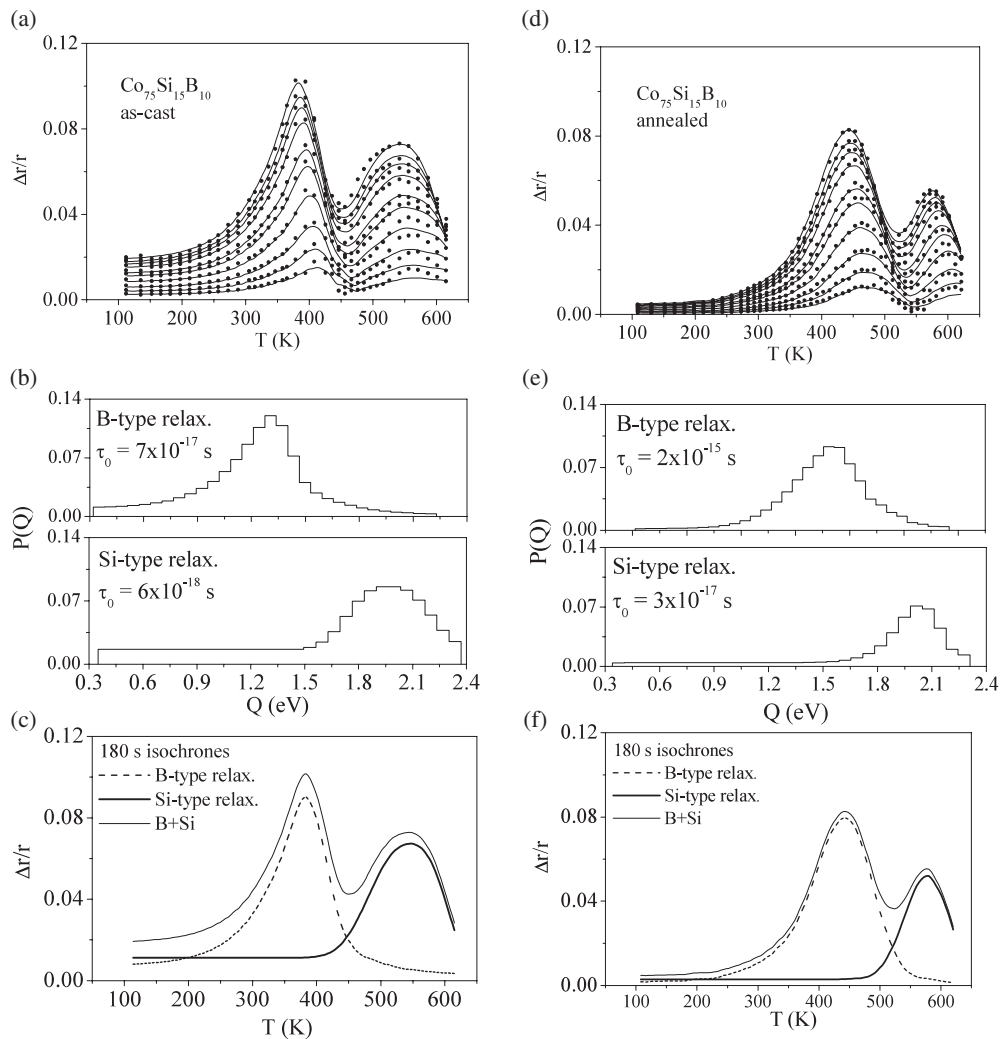 (a)
0.12
0.08
0.04
0.00
Δr/r
Co₇₅Si₁₅B₁₀
as-cast
100 200 300 400 500 600
T (K)
(b)
0.14
0.07
0.00
B-type relax.
τ₀ = 7x10⁻¹⁷ s
P(Q)
0.14
0.07
0.00
Si-type relax.
τ₀ = 6x10⁻¹⁸ s
0.3 0.6 0.9 1.2 1.5 1.8 2.1 2.4
Q (eV)
(c)
0.12
0.08
0.04
0.00
Δr/r
180 s isochrones
B-type relax.
Si-type relax.
B+Si
100 200 300 400 500 600
T (K)
(d)
0.12
0.08
0.04
0.00
Δr/r
Co₇₅Si₁₅B₁₀
annealed
100 200 300 400 500 600
T (K)
(e)
0.14
0.07
0.00
B-type relax.
τ₀ = 2x10⁻¹⁵ s
P(Q)
0.14
0.07
0.00
Si-type relax.
τ₀ = 3x10⁻¹⁷ s
0.3 0.6 0.9 1.2 1.5 1.8 2.1 2.4
Q (eV)
(f)
0.12
0.08
0.04
0.00
Δr/r
180 s isochrones
B-type relax.
Si-type relax.
B+Si
100 200 300 400 500 600
T (K)